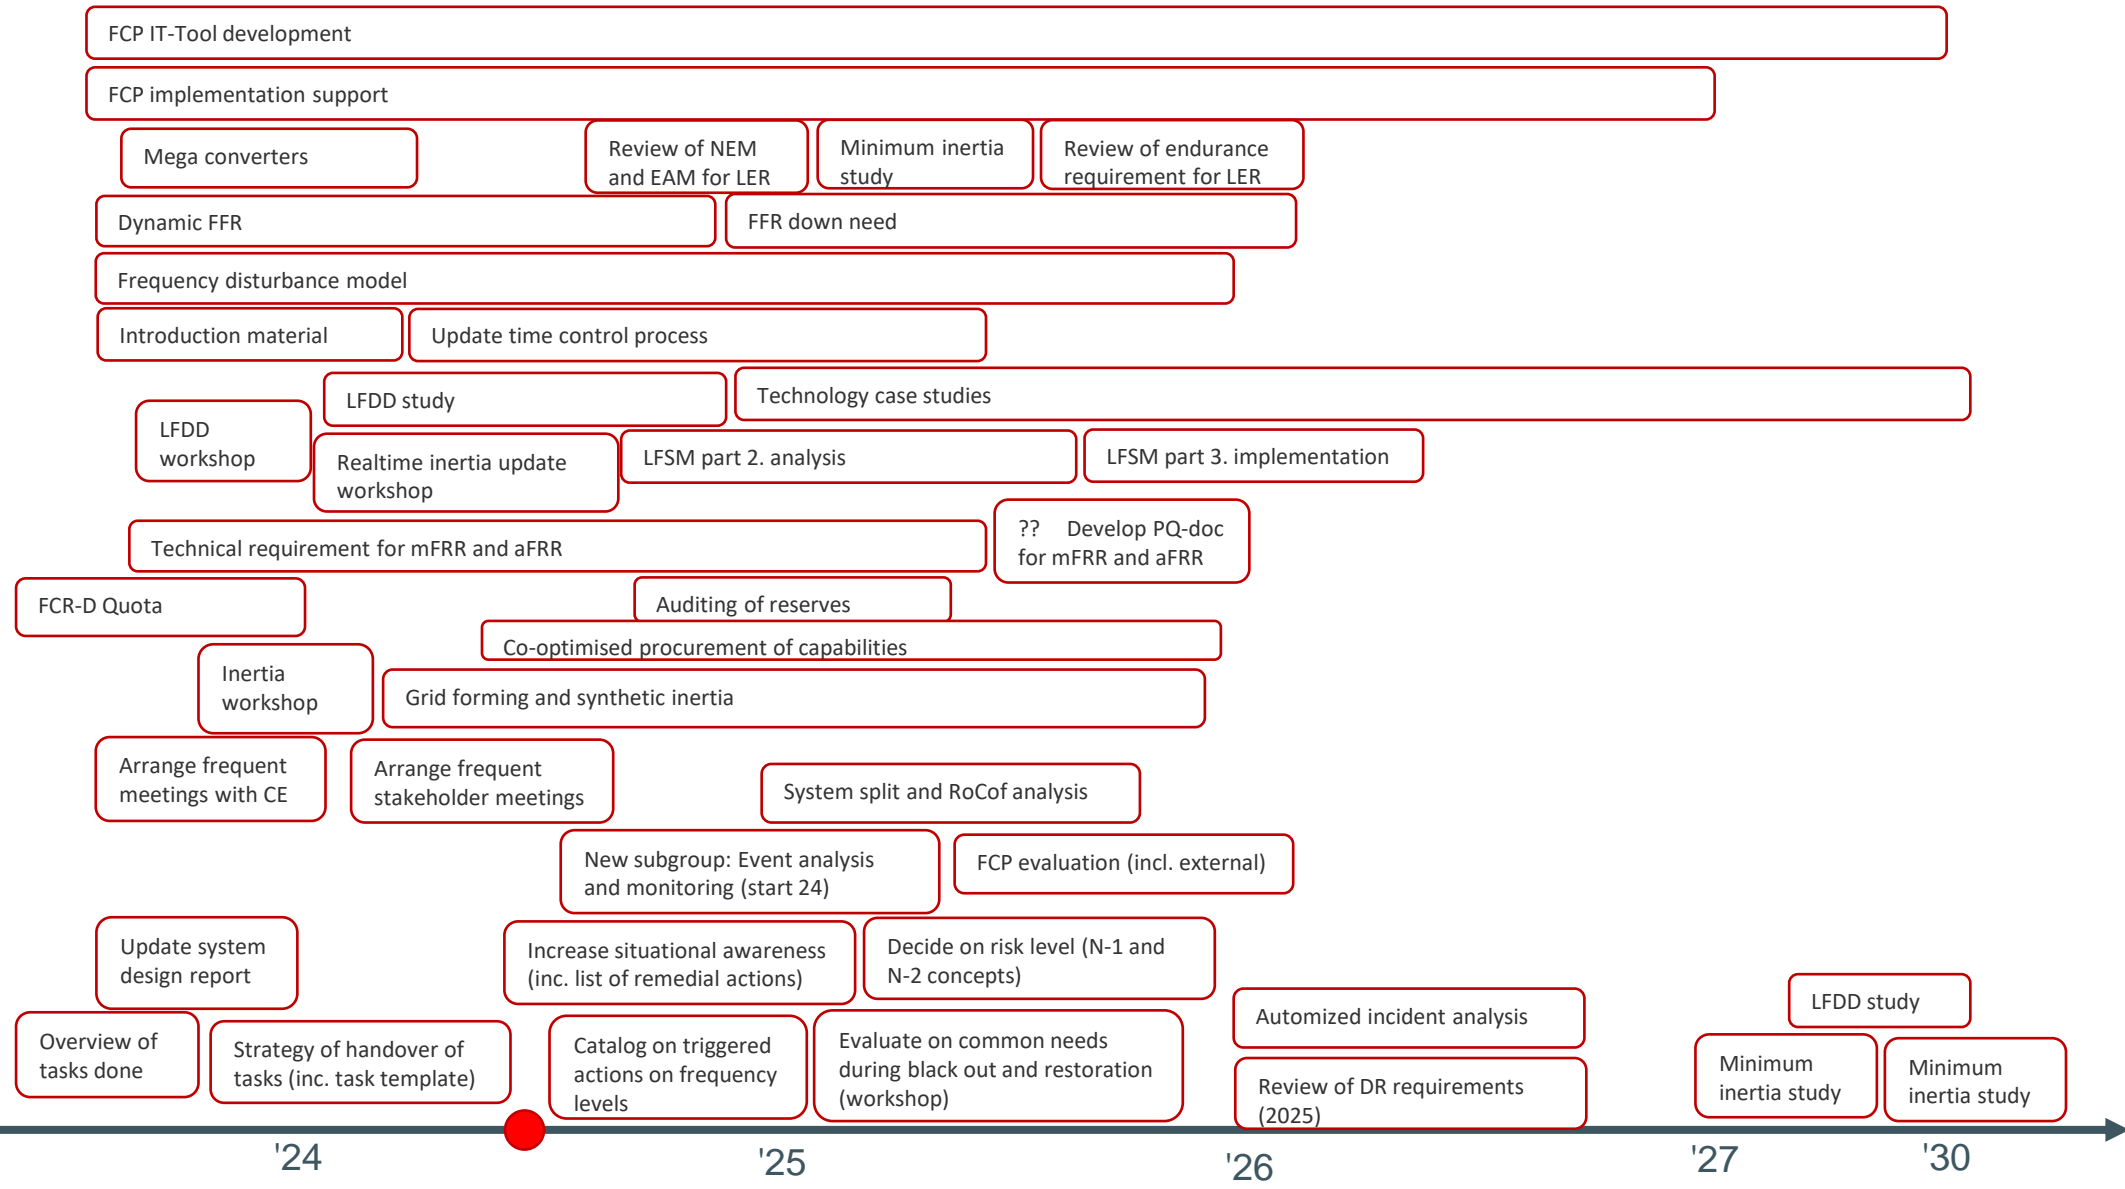 FCP IT-Tool development
FCP implementation support
Mega converters
Review of NEM
and EAM for LER
Minimum inertia
study
Review of endurance
requirement for LER
Dynamic FFR
FFR down need
Frequency disturbance model
Introduction material
Update time control process
LFDD study
Technology case studies
LFDD
workshop
Realtime inertia update
workshop
LFSM part 2. analysis
LFSM part 3. implementation
Technical requirement for mFRR and aFRR
?? Develop PQ-doc
for mFRR and aFRR
FCR-D Quota
Auditing of reserves
Co-optimised procurement of capabilities
Inertia
workshop
Grid forming and synthetic inertia
Arrange frequent
meetings with CE
Arrange frequent
stakeholder meetings
System split and RoCof analysis
New subgroup: Event analysis
and monitoring (start 24)
FCP evaluation (incl. external)
Update system
design report
Increase situational awareness
(inc. list of remedial actions)
Decide on risk level (N-1 and
N-2 concepts)
LFDD study
Overview of
tasks done
Strategy of handover of
tasks (inc. task template)
Catalog on triggered
actions on frequency
levels
Evaluate on common needs
during black out and restoration
(workshop)
Automized incident analysis
Review of DR requirements
(2025)
Minimum
inertia study
Minimum
inertia study
'24
'25
'26
'27
'30